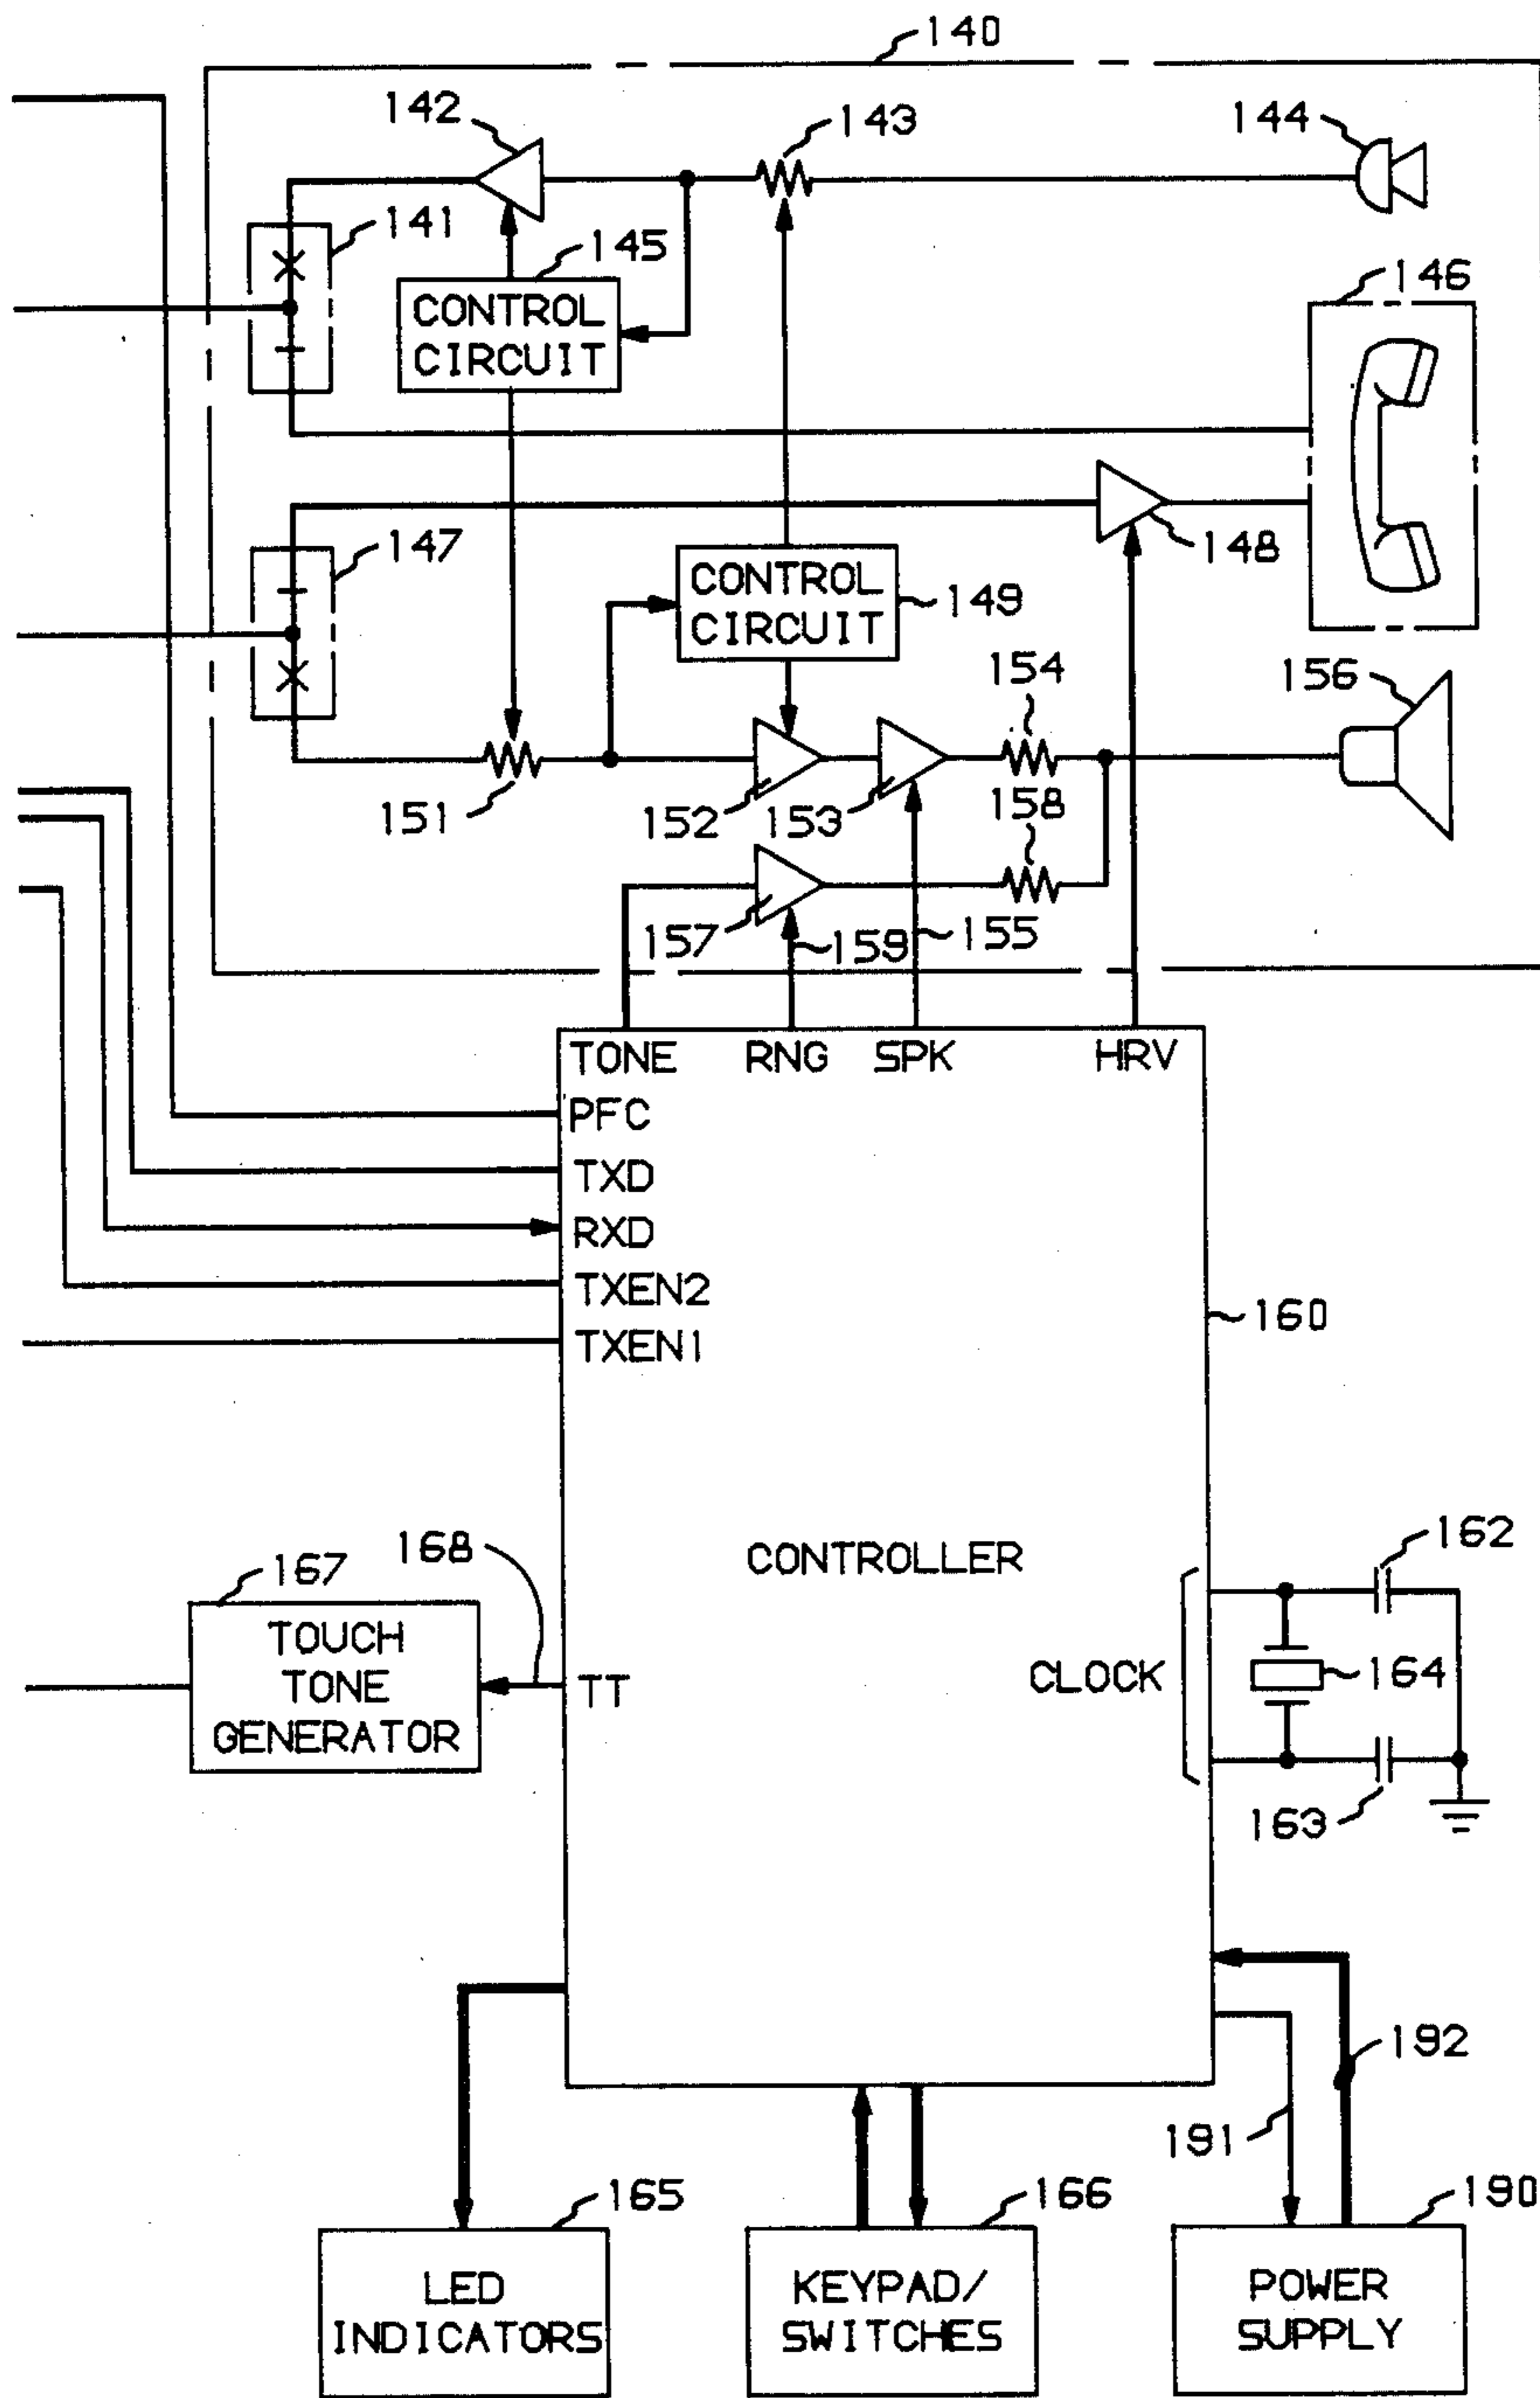 140
142
143
144
141
145
146
CONTROL
CIRCUIT
147
148
CONTROL
CIRCUIT
149
154
156
151
152
153
158
157
159
155
TONE RNG SPK HRV
PFC
TXD
RXD
TXEN2
TXEN1
160
168
CONTROLLER
162
167
TOUCH
TONE
GENERATOR
TT
CLOCK
164
163
192
191
165
166
190
LED
INDICATORS
KEYPAD/
SWITCHES
POWER
SUPPLY